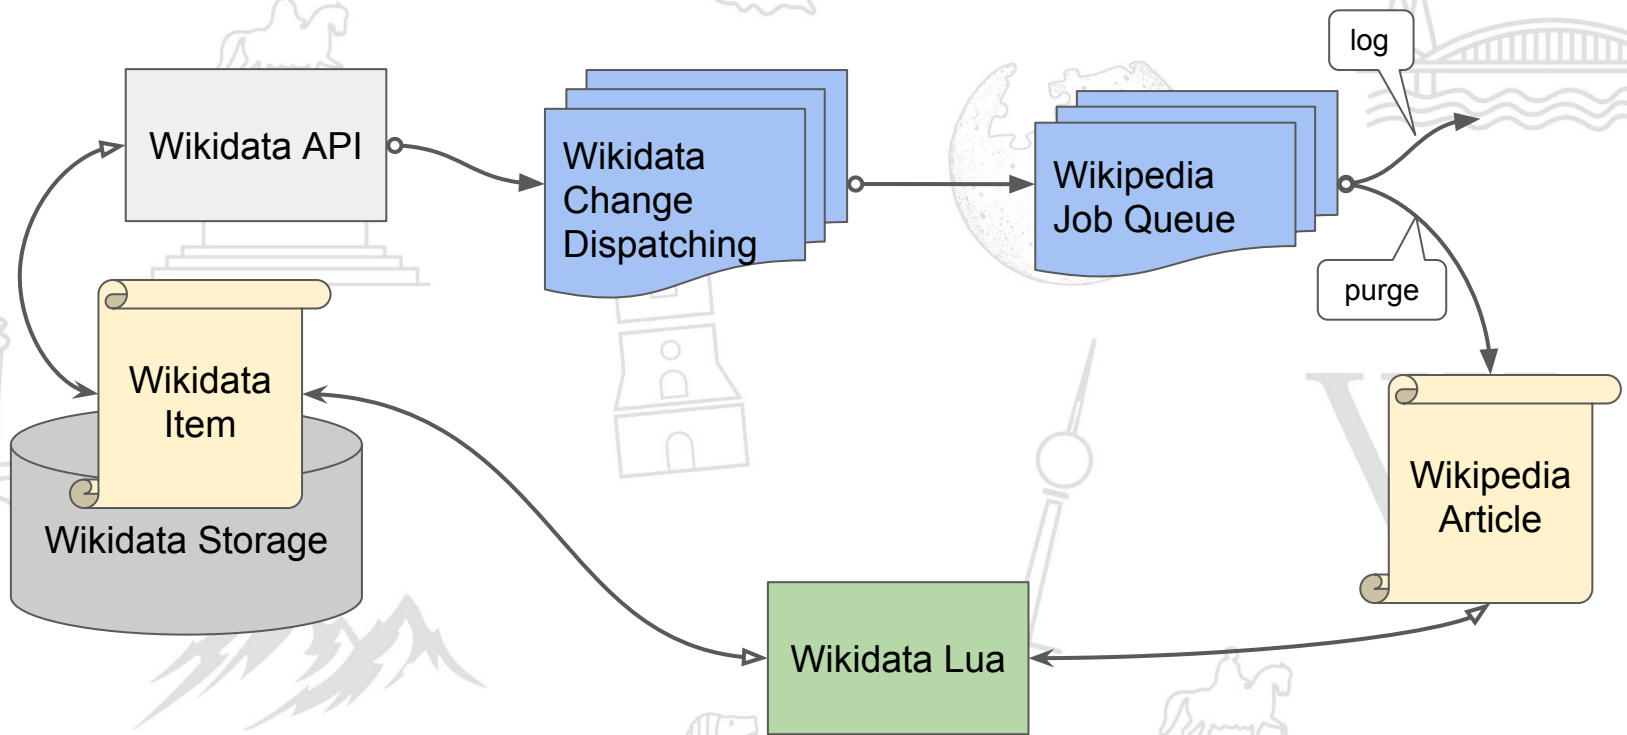 log
Wikidata API
Wikidata
Change
Dispatching
Wikipedia
Job Queue
purge
Wikidata
Item
Wikidata Storage
Wikipedia
Article
Wikidata Lua